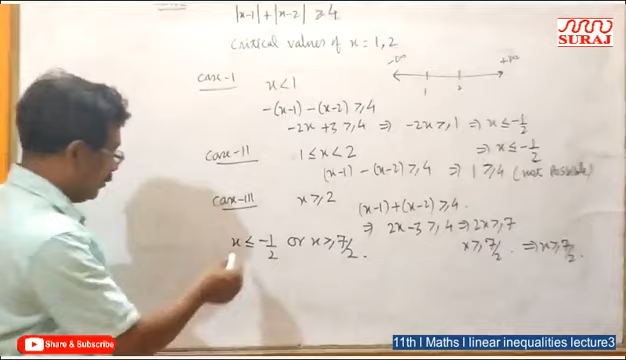 |x-1| + |x-2| ≥ 4
Critical values of x = 1, 2
-∞ +∞
1 2
SURAJ
Case-I x < 1
-(x-1) - (x-2) ≥ 4
-2x + 3 ≥ 4 ⇒ -2x ≥ 1 ⇒ x ≤ -1/2
⇒ x ≤ -1/2
Case-II 1 ≤ x < 2
(x-1) - (x-2) ≥ 4 ⇒ 1 ≥ 4 (not Possible)
Case-III x ≥ 2
(x-1) + (x-2) ≥ 4.
⇒ 2x - 3 ≥ 4 ⇒ 2x ≥ 7
x ≥ 7/2. ⇒ x ≥ 7/2.
x ≤ -1/2 or x ≥ 7/2.
Share & Subscribe
11th I Maths I linear inequalities lecture3